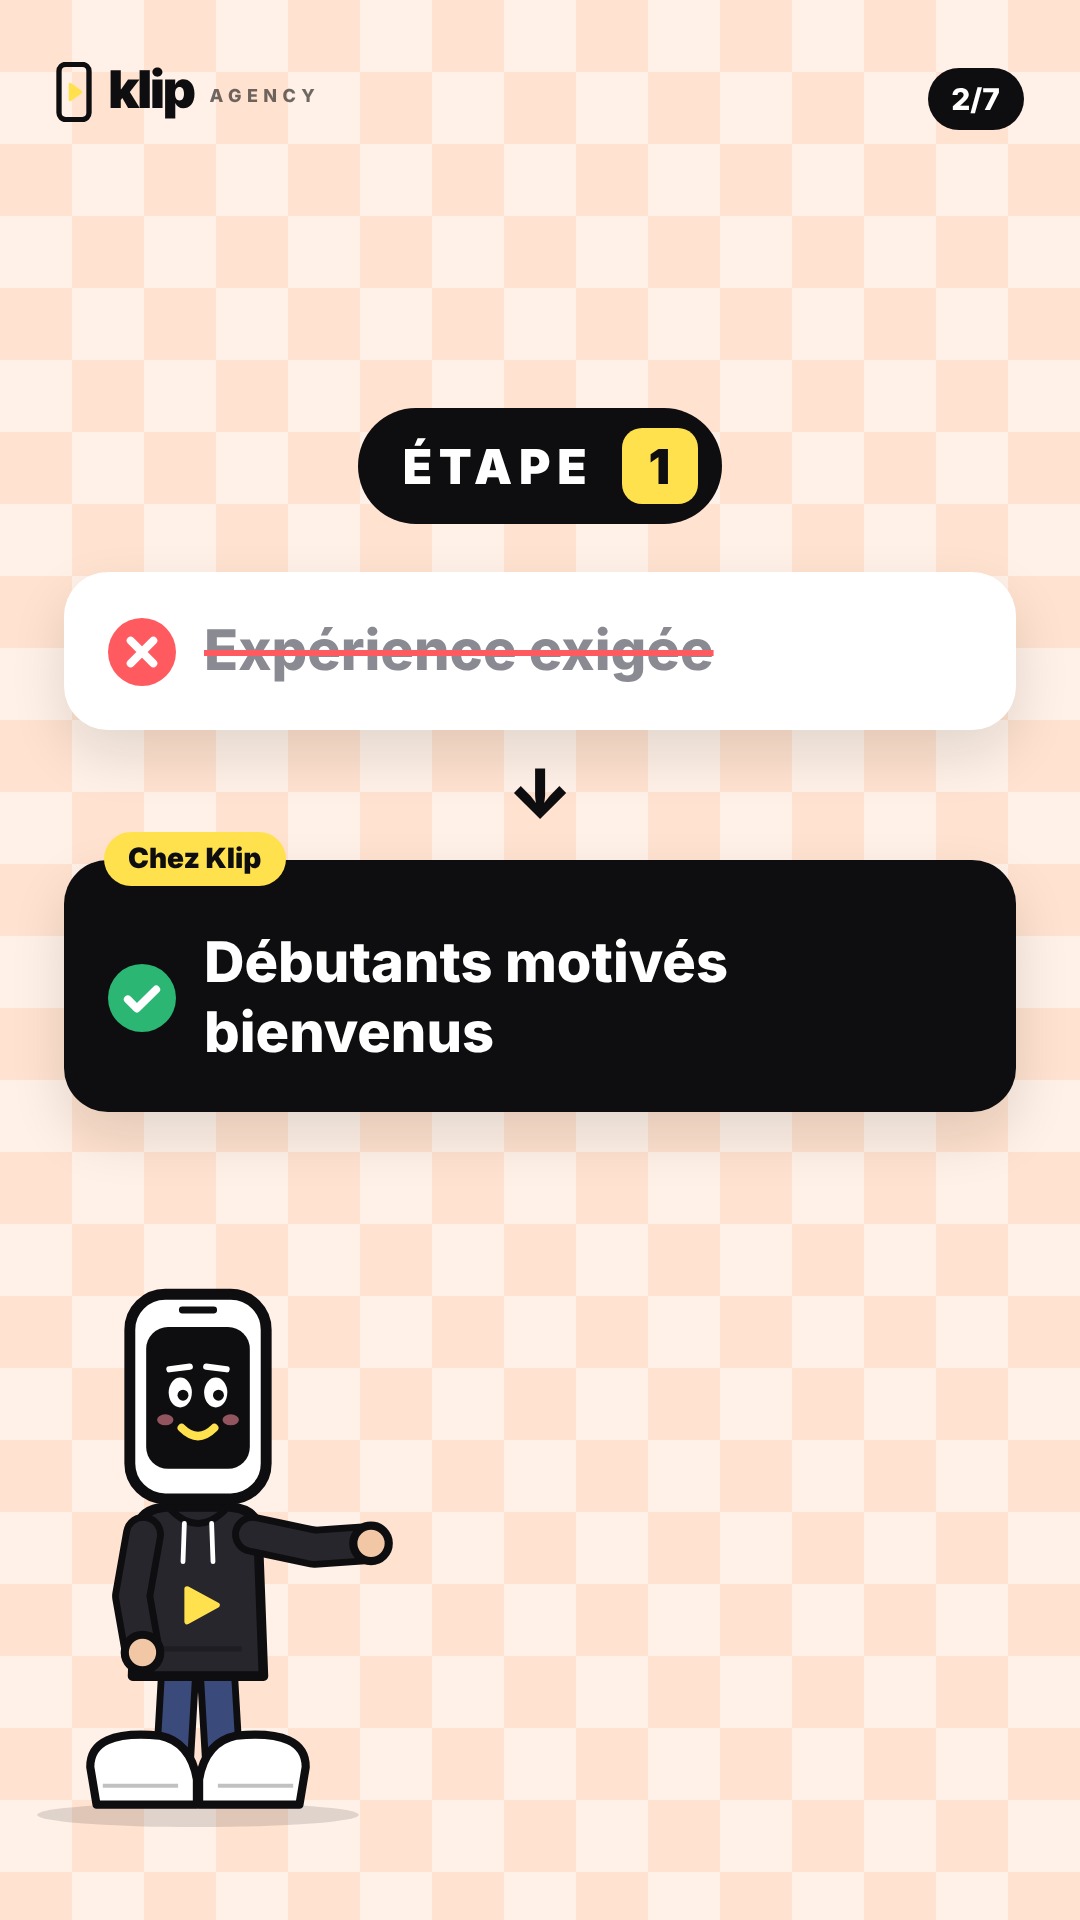 klip AGENCY
2/7
ÉTAPE 1
Expérience exigée
Chez Klip
Débutants motivés
bienvenus